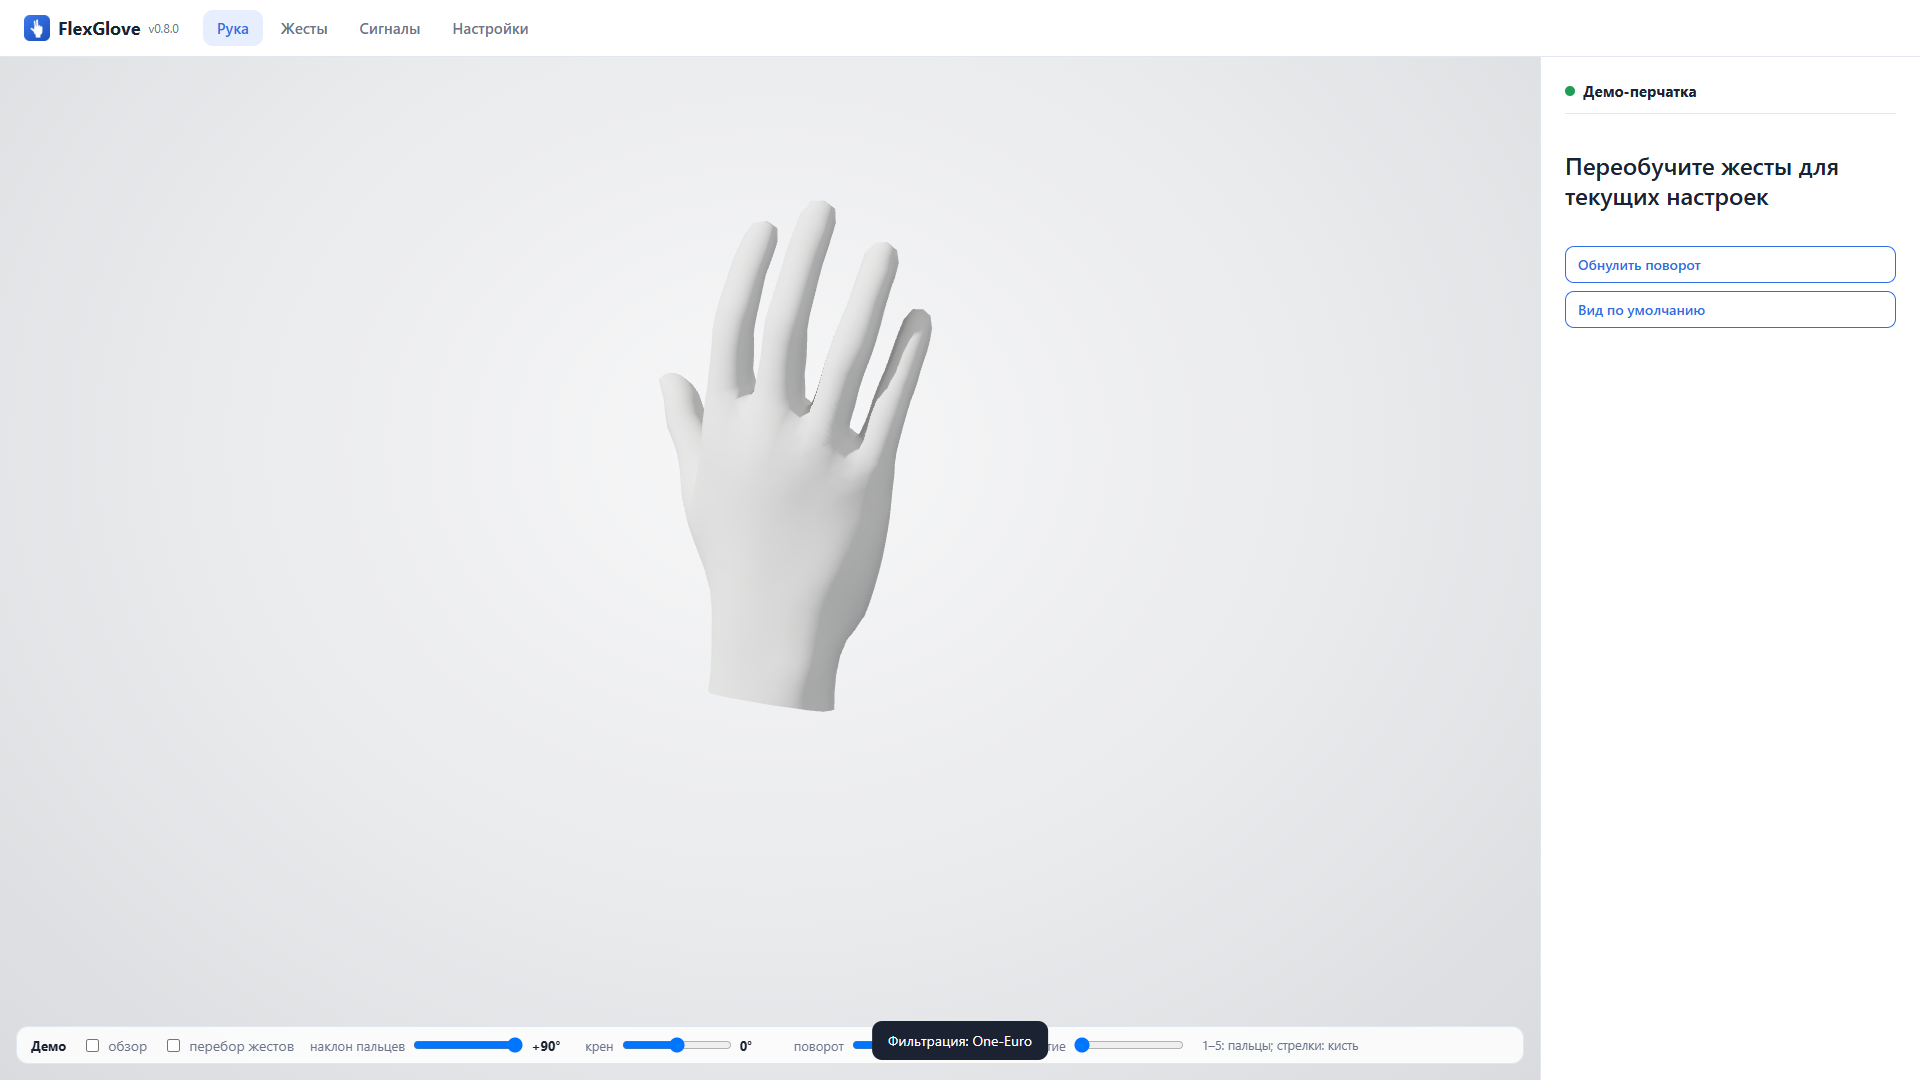 FlexGlove v0.8.0 Рука Жесты Сигналы Настройки
Демо-перчатка
Переобучите жесты для
текущих настроек
Обнулить поворот
Вид по умолчанию
Демо обзор перебор жестов наклон пальцев +90° крен 0° поворот 1–5: пальцы; стрелки: кисть
Фильтрация: One-Euro